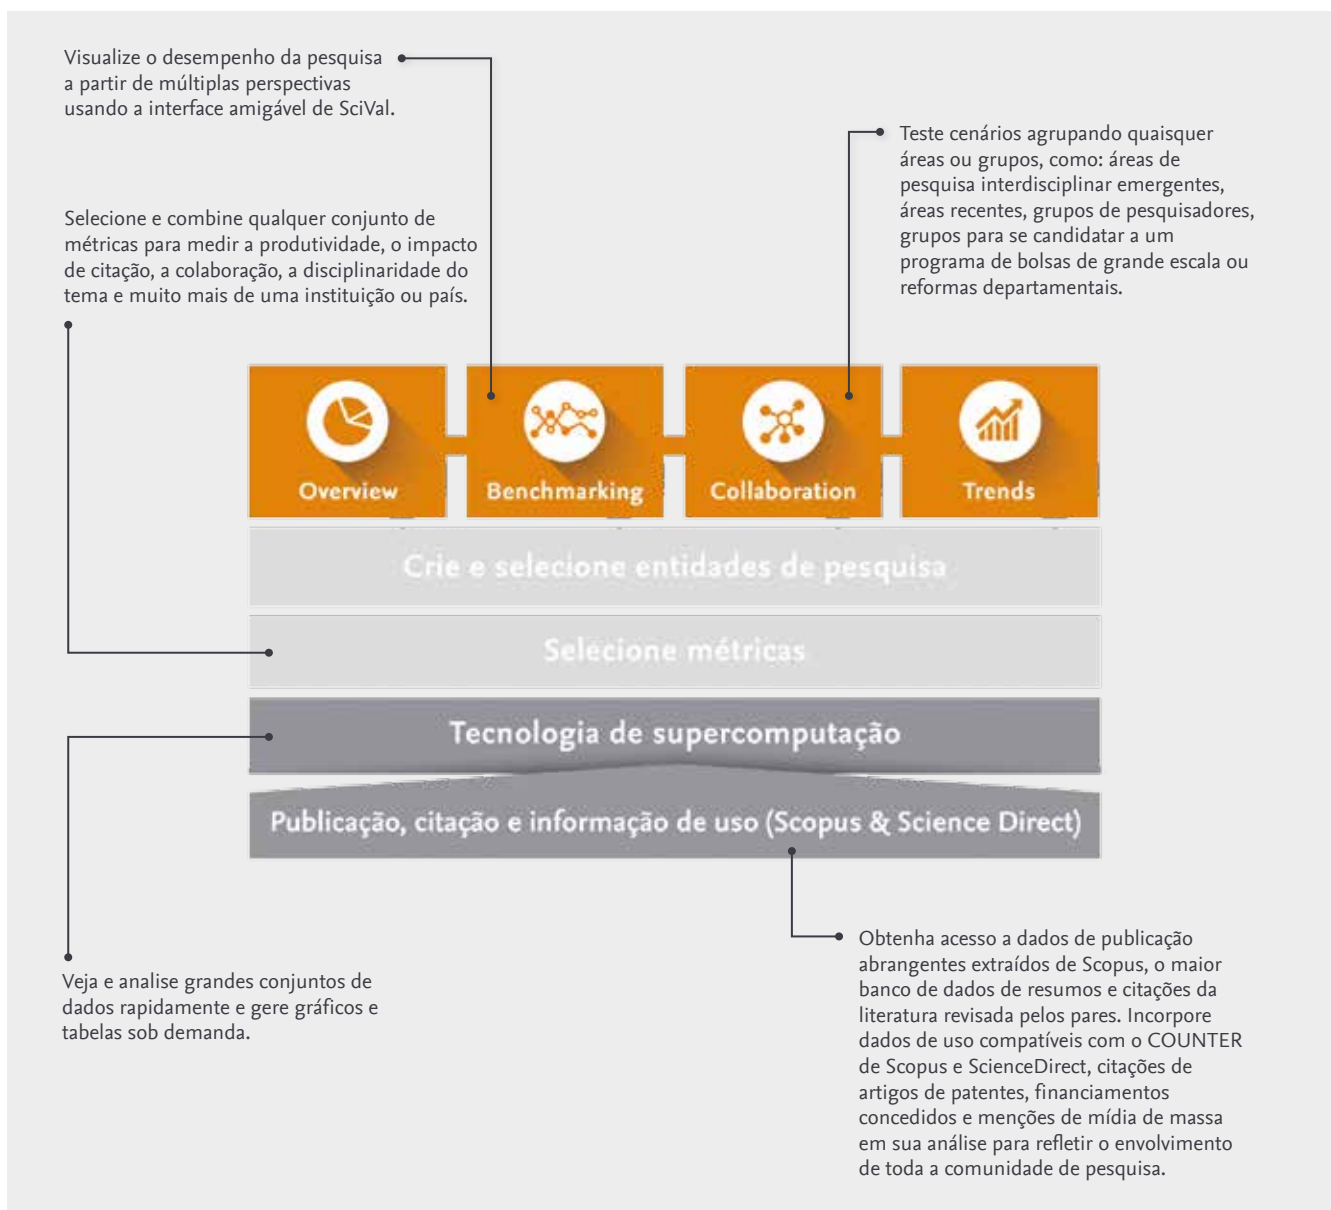 Visualize o desempenho da pesquisa
a partir de múltiplas perspectivas
usando a interface amigável de SciVal.
Teste cenários agrupando quaisquer
áreas ou grupos, como: áreas de
pesquisa interdisciplinar emergentes,
áreas recentes, grupos de pesquisadores,
grupos para se candidatar a um
programa de bolsas de grande escala ou
reformas departamentais.
Selecione e combine qualquer conjunto de
métricas para medir a produtividade, o impacto
de citação, a colaboração, a disciplinaridade do
tema e muito mais de uma instituição ou país.
Overview
Benchmarking
Collaboration
Trends
Crie e selecione entidades de pesquisa
Selecione métricas
Tecnologia de supercomputação
Publicação, citação e informação de uso (Scopus & Science Direct)
Veja e analise grandes conjuntos de
dados rapidamente e gere gráficos e
tabelas sob demanda.
Obtenha acesso a dados de publicação
abrangentes extraídos de Scopus, o maior
banco de dados de resumos e citações da
literatura revisada pelos pares. Incorpore
dados de uso compatíveis com o COUNTER
de Scopus e ScienceDirect, citações de
artigos de patentes, financiamentos
concedidos e menções de mídia de massa
em sua análise para refletir o envolvimento
de toda a comunidade de pesquisa.